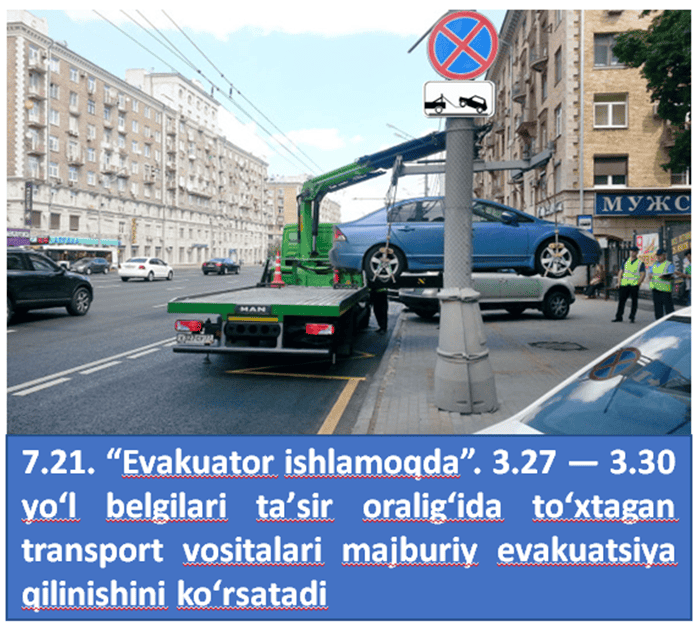 МУЖС
MAN
7.21. “Evakuator ishlamoqda”. 3.27 — 3.30
yo‘l belgilari ta’sir oralig‘ida to‘xtagan
transport vositalari majburiy evakuatsiya
qilinishini ko‘rsatadi